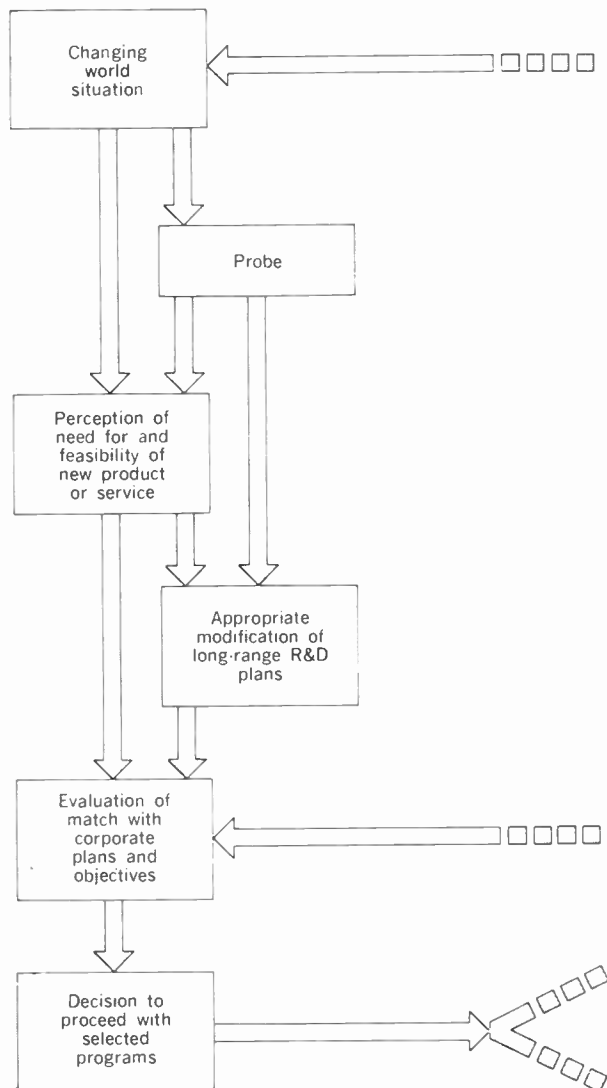 Changing
world
situation
Probe
Perception of
need for and
feasibility of
new product
or service
Appropriate
modification of
long-range R&D
plans
Evaluation of
match with
corporate
plans and
objectives
Decision to
proceed with
selected
programs